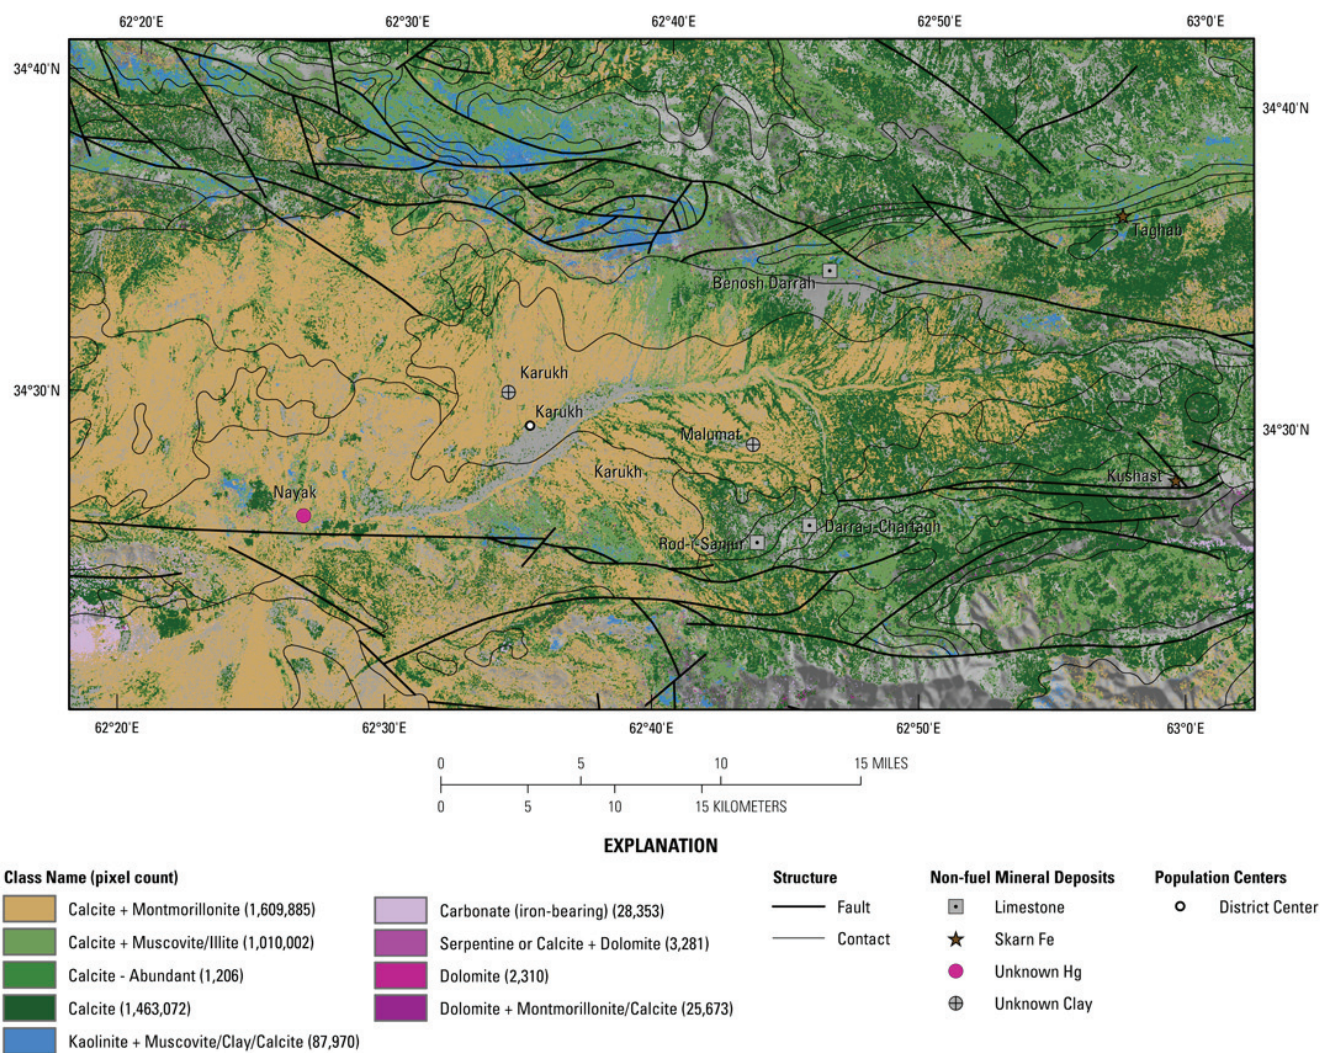 62°20'E 62°30'E 62°40'E 62°50'E 63°0'E
34°40'N
34°40'N
Taghab
Benosh Darrah
Karukh
34°30'N
Karukh
34°30'N
Malumat
Karukh
Kushast
Nayak
Darra-i-Chartagh
Rod-i-Sanjur
62°20'E 62°30'E 62°40'E 62°50'E 63°0'E
0 5 10 15 MILES
0 5 10 15 KILOMETERS
EXPLANATION
Class Name (pixel count)
Calcite + Montmorillonite (1,609,885)
Calcite + Muscovite/Illite (1,010,002)
Calcite - Abundant (1,206)
Calcite (1,463,072)
Kaolinite + Muscovite/Clay/Calcite (87,970)
Carbonate (iron-bearing) (28,353)
Serpentine or Calcite + Dolomite (3,281)
Dolomite (2,310)
Dolomite + Montmorillonite/Calcite (25,673)
Structure
Fault
Contact
Non-fuel Mineral Deposits
Limestone
Skarn Fe
Unknown Hg
Unknown Clay
Population Centers
District Center